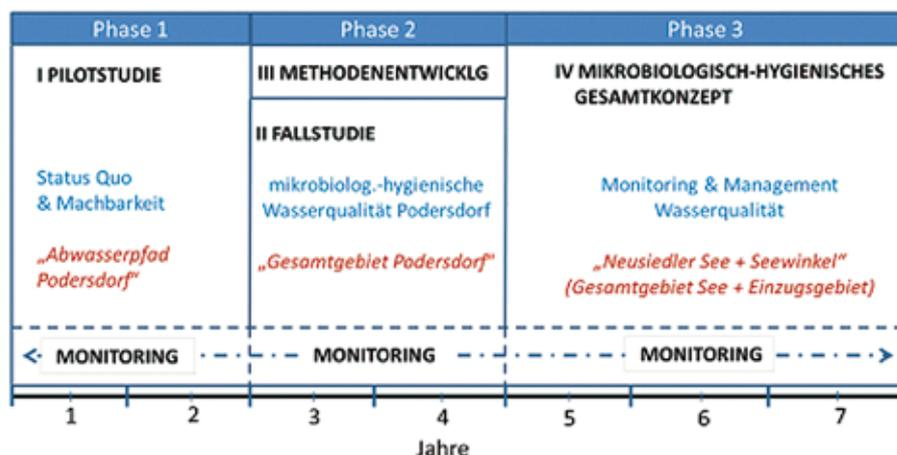 Phase 1
Phase 2
Phase 3
I PILOTSTUDIE
Status Quo
& Machbarkeit
„Abwasserpfad
Podersdorf“
III METHODENENTWICKLG
II FALLSTUDIE
mikrobiolog.-hygienische
Wasserqualität Podersdorf
„Gesamtgebiet Podersdorf“
IV MIKROBIOLOGISCH-HYGIENISCHES
GESAMTKONZEPT
Monitoring & Management
Wasserqualität
„Neusiedler See + Seewinkel“
(Gesamtgebiet See + Einzugsgebiet)
MONITORING
MONITORING
MONITORING
1
2
3
4
5
6
7
Jahre